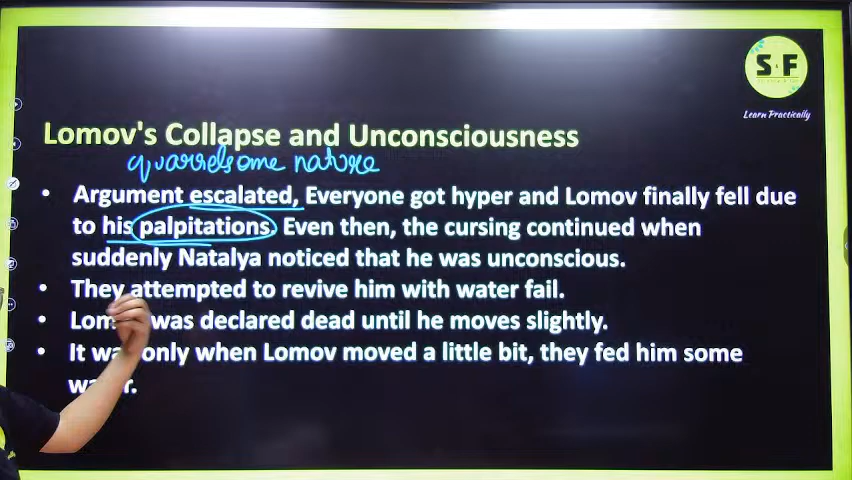 S&F
Learn Practically
Lomov's Collapse and Unconsciousness
quarrelsome nature
• Argument escalated, Everyone got hyper and Lomov finally fell due
to his palpitations. Even then, the cursing continued when
suddenly Natalya noticed that he was unconscious.
• They attempted to revive him with water fail.
• Lom was declared dead until he moves slightly.
• It was only when Lomov moved a little bit, they fed him some
water.